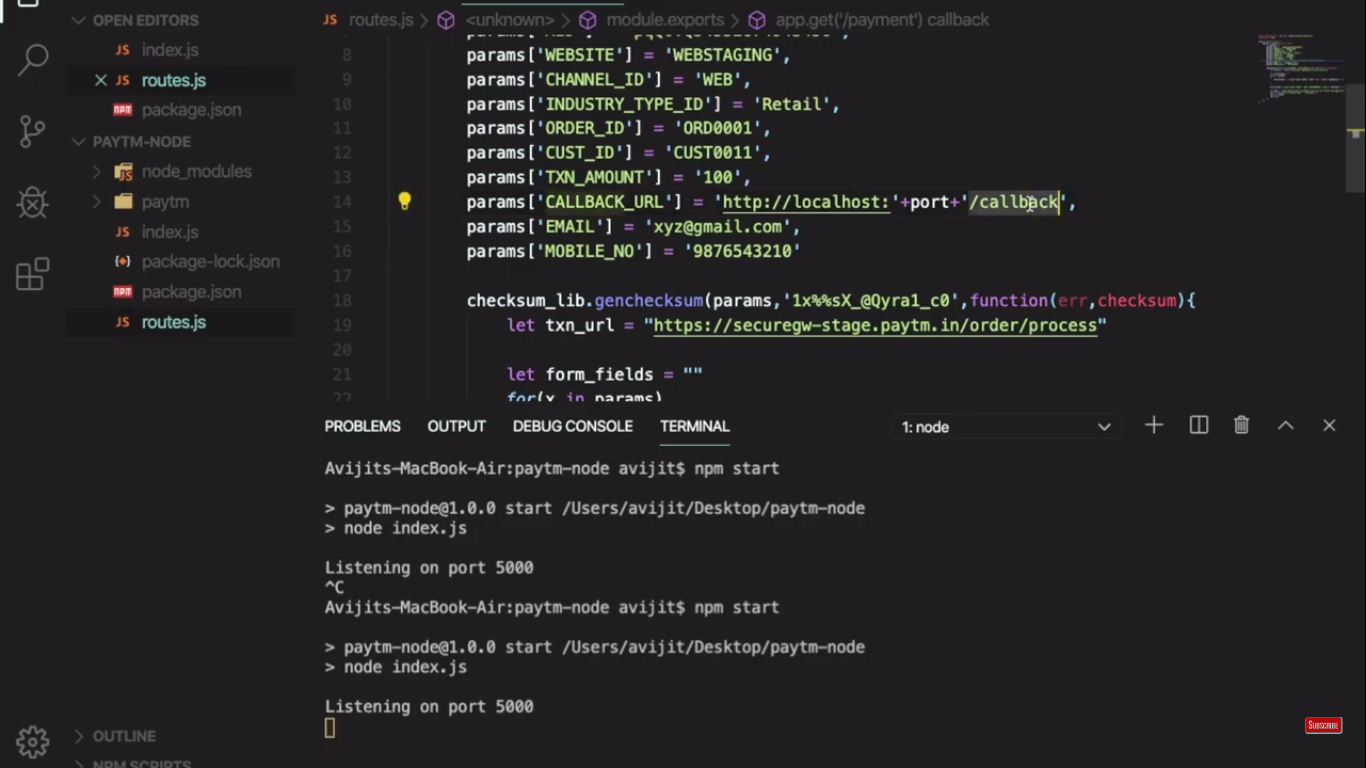 OPEN EDITORS
JS index.js
JS routes.js
package.json
PAYTM-NODE
node_modules
paytm
JS index.js
package-lock.json
package.json
JS routes.js
OUTLINE
NPM SCRIPTS
JS routes.js > <unknown> > module.exports > app.get('/payment') callback
8 params['WEBSITE'] = 'WEBSTAGING',
9 params['CHANNEL_ID'] = 'WEB',
10 params['INDUSTRY_TYPE_ID'] = 'Retail',
11 params['ORDER_ID'] = 'ORD0001',
12 params['CUST_ID'] = 'CUST0011',
13 params['TXN_AMOUNT'] = '100',
14 params['CALLBACK_URL'] = 'http://localhost:'+port+'/callback',
15 params['EMAIL'] = 'xyz@gmail.com',
16 params['MOBILE_NO'] = '9876543210'
17
18 checksum_lib.genchecksum(params,'1x%%sX_@Qyra1_c0',function(err,checksum){
19 let txn_url = "https://securegw-stage.paytm.in/order/process"
20
21 let form_fields = ""
22 for(x in params)
PROBLEMS OUTPUT DEBUG CONSOLE TERMINAL 1: node
Avijits-MacBook-Air:paytm-node avijit$ npm start
> paytm-node@1.0.0 start /Users/avijit/Desktop/paytm-node
> node index.js
Listening on port 5000
^C
Avijits-MacBook-Air:paytm-node avijit$ npm start
> paytm-node@1.0.0 start /Users/avijit/Desktop/paytm-node
> node index.js
Listening on port 5000
SUBSCRIBE